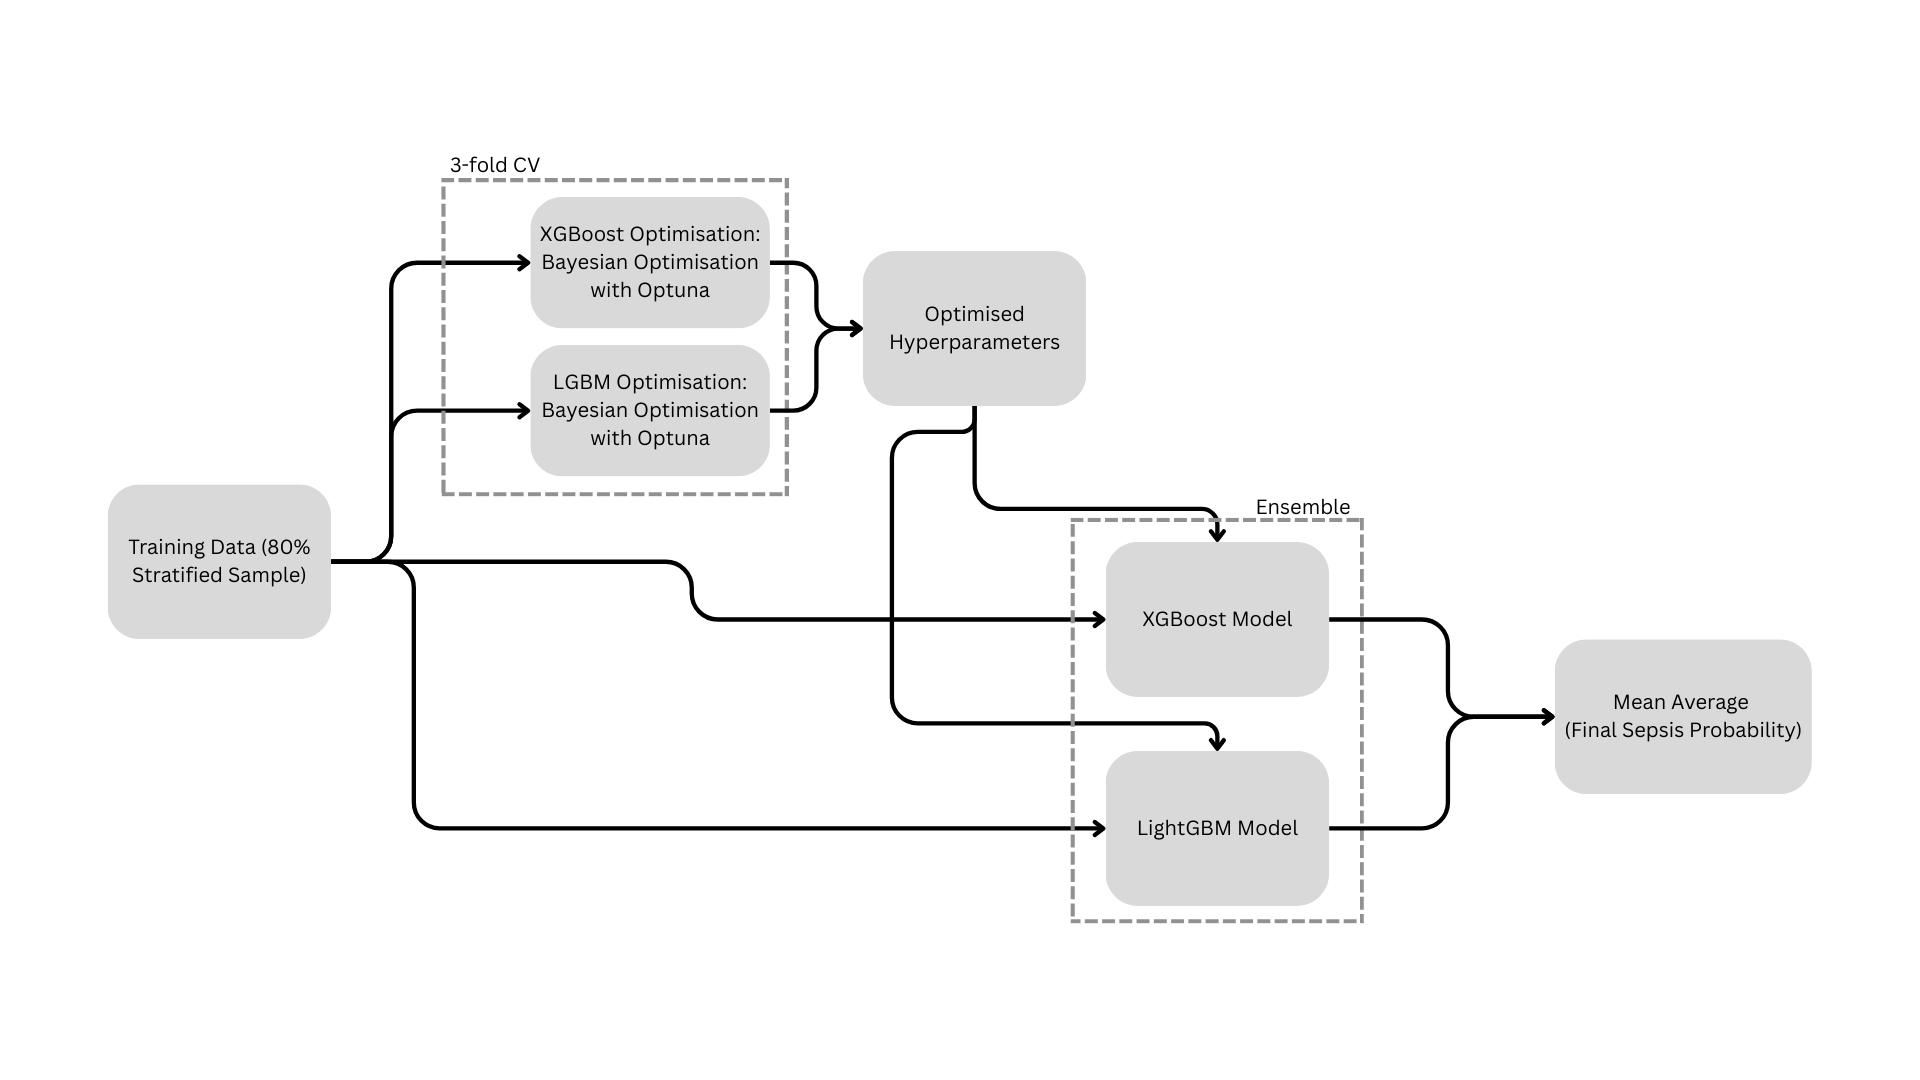 3-fold CV
XGBoost Optimisation:
Bayesian Optimisation
with Optuna
LGBM Optimisation:
Bayesian Optimisation
with Optuna
Optimised
Hyperparameters
Training Data (80%
Stratified Sample)
Ensemble
XGBoost Model
LightGBM Model
Mean Average
(Final Sepsis Probability)